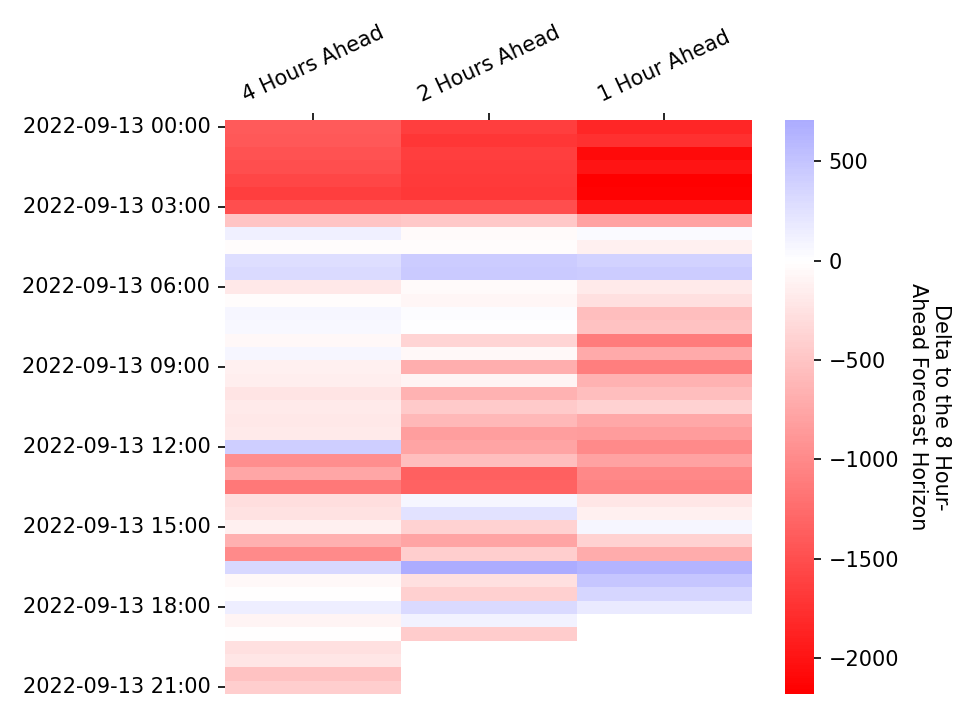 4 Hours Ahead
2 Hours Ahead
1 Hour Ahead
2022-09-13 00:00
2022-09-13 03:00
2022-09-13 06:00
2022-09-13 09:00
2022-09-13 12:00
2022-09-13 15:00
2022-09-13 18:00
2022-09-13 21:00
500
0
−500
−1000
−1500
−2000
Delta to the 8 Hour-
Ahead Forecast Horizon